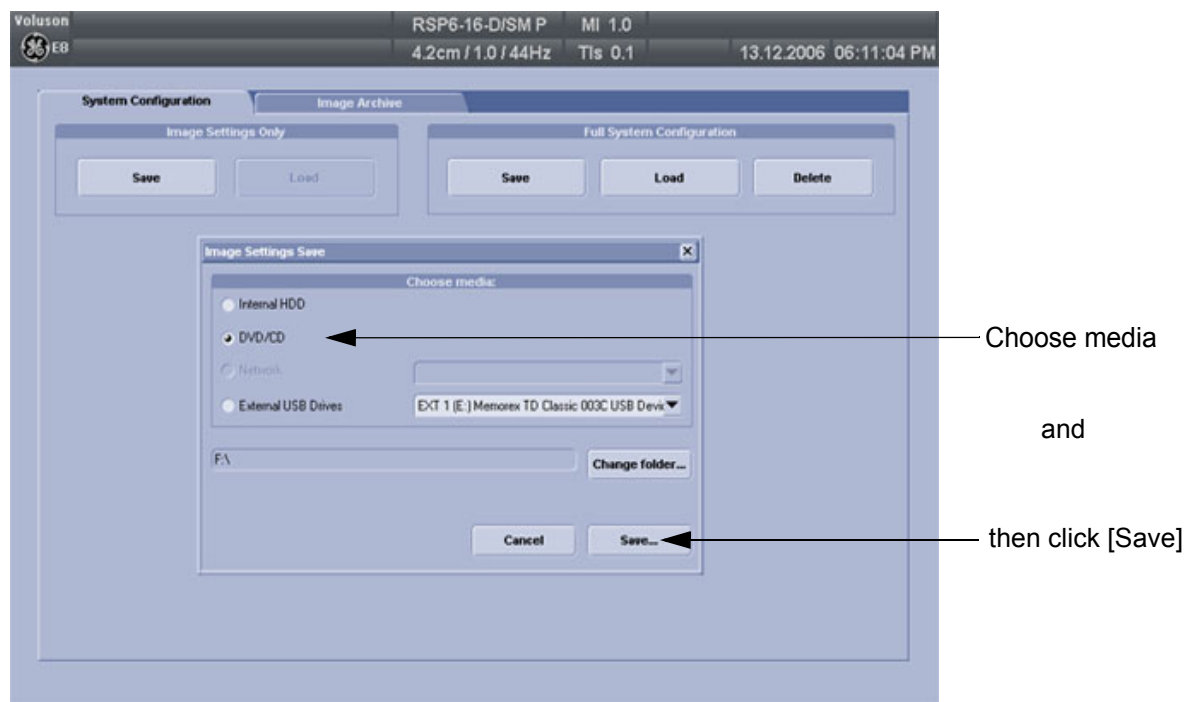 Voluson
E8
RSP6-16-D/SM P MI 1.0
4.2cm / 1.0 / 44Hz TIs 0.1 13.12.2006 06:11:04 PM
System Configuration Image Archive
Image Settings Only Full System Configuration
Save Load Save Load Delete
Image Settings Save
Choose media:
Internal HDD
DVD/CD
Choose media
Network
External USB Drives EXT 1 (E:) Memorex TD Classic 003C USB Devic
and
F:\ Change folder...
Cancel Save...
then click [Save]